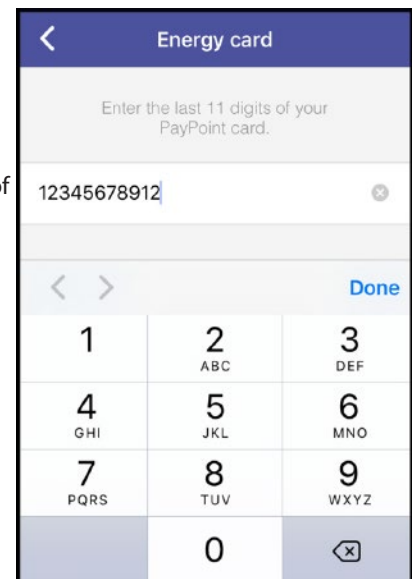 Energy card
Enter the last 11 digits of your
PayPoint card.
of
12345678912
Done
1 2 3
ABC DEF
4 5 6
GHI JKL MNO
7 8 9
PQRS TUV WXYZ
0